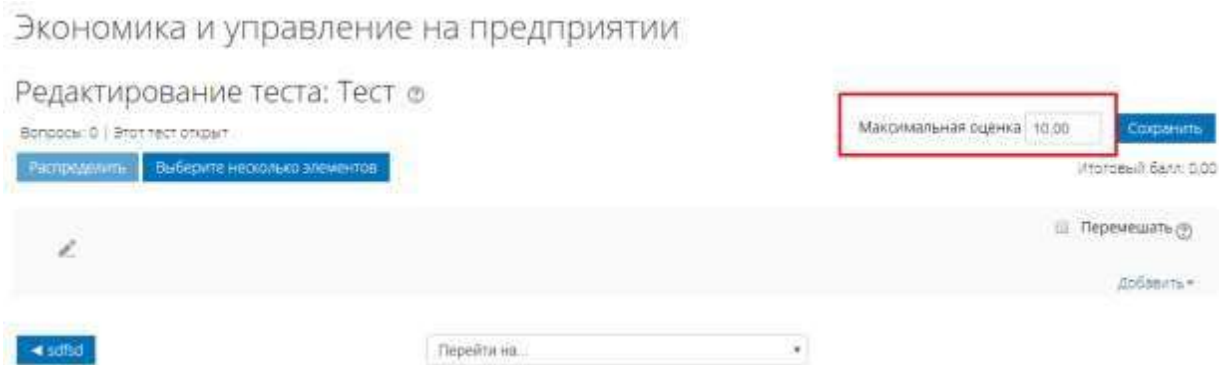 Экономика и управление на предприятии
Редактирование теста: Тест
Вопросы: 0 | Этот тест открыт
Максимальная оценка 10,00 Сохранить
Распределить Выберите несколько элементов
Итоговый балл: 0,00
Перемешать
Добавить
◄ sdfsd Перейти на...